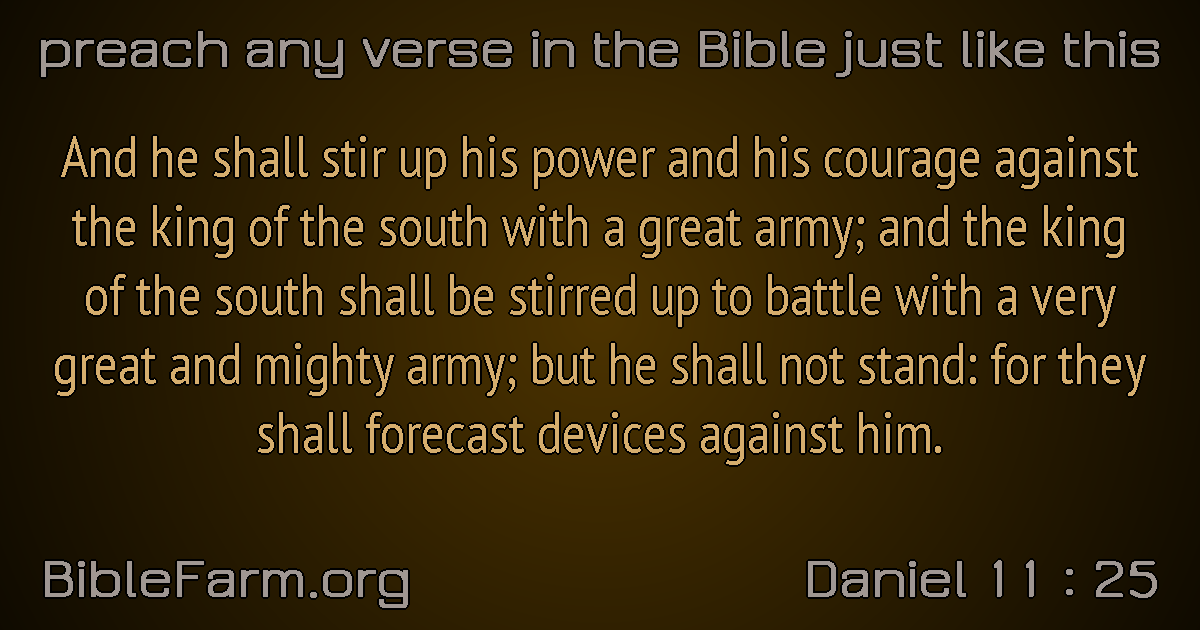 preach any verse in the Bible just like this
And he shall stir up his power and his courage against
the king of the south with a great army; and the king
of the south shall be stirred up to battle with a very
great and mighty army; but he shall not stand: for they
shall forecast devices against him.
BibleFarm.org
Daniel 11 : 25